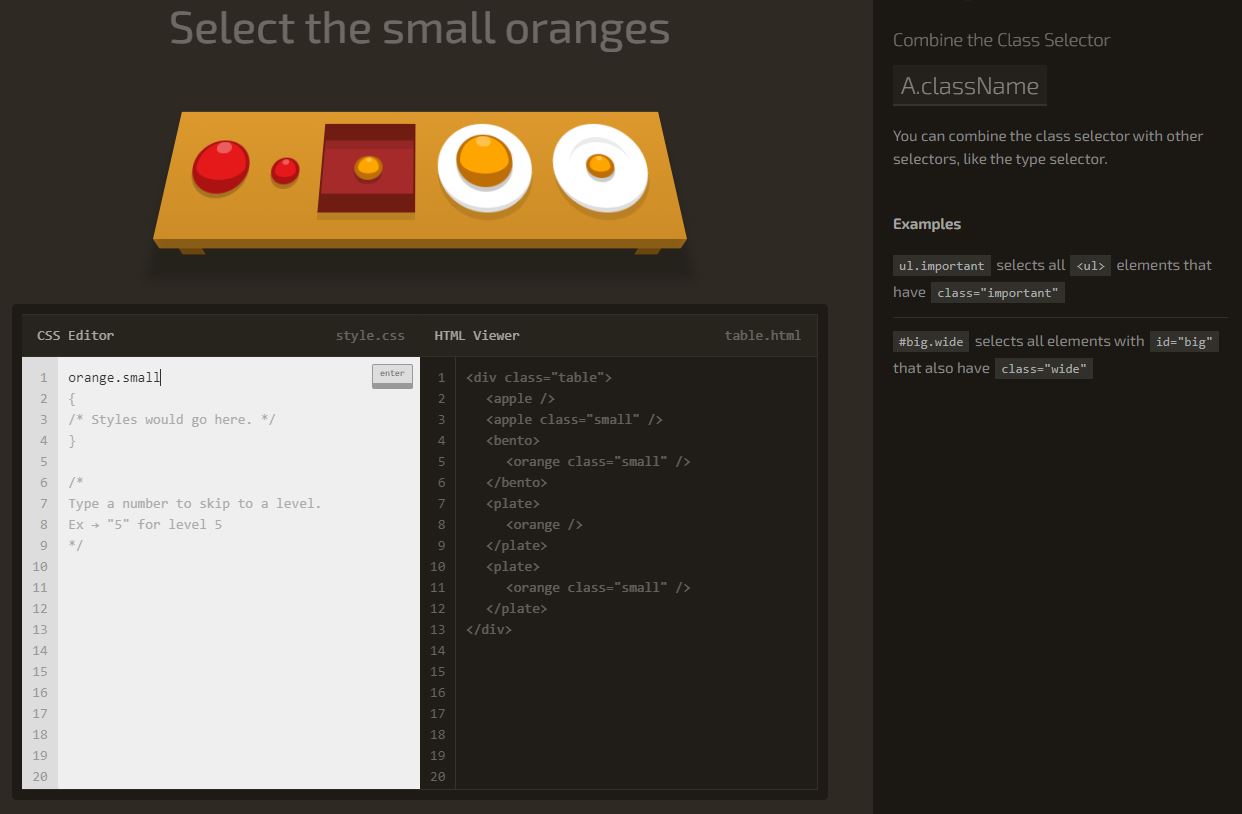 Select the small oranges
CSS Editor
style.css
enter
1 orange.small
2 {
3 /* Styles would go here. */
4 }
5
6 /*
7 Type a number to skip to a level.
8 Ex → "5" for level 5
9 */
10
11
12
13
14
15
16
17
18
19
20
HTML Viewer
table.html
1 <div class="table">
2 <apple />
3 <apple class="small" />
4 <bento>
5 <orange class="small" />
6 </bento>
7 <plate>
8 <orange />
9 </plate>
10 <plate>
11 <orange class="small" />
12 </plate>
13 </div>
14
15
16
17
18
19
20
Combine the Class Selector
A.className
You can combine the class selector with other
selectors, like the type selector.
Examples
ul.important selects all <ul> elements that
have class="important"
#big.wide selects all elements with id="big"
that also have class="wide"